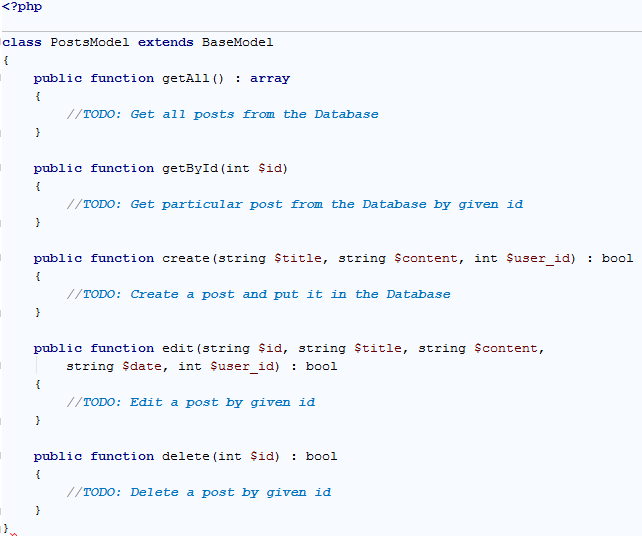 <?php
class PostsModel extends BaseModel
{
    public function getAll() : array
    {
        //TODO: Get all posts from the Database
    }
    public function getById(int $id)
    {
        //TODO: Get particular post from the Database by given id
    }
    public function create(string $title, string $content, int $user_id) : bool
    {
        //TODO: Create a post and put it in the Database
    }
    public function edit(string $id, string $title, string $content,
        string $date, int $user_id) : bool
    {
        //TODO: Edit a post by given id
    }
    public function delete(int $id) : bool
    {
        //TODO: Delete a post by given id
    }
}